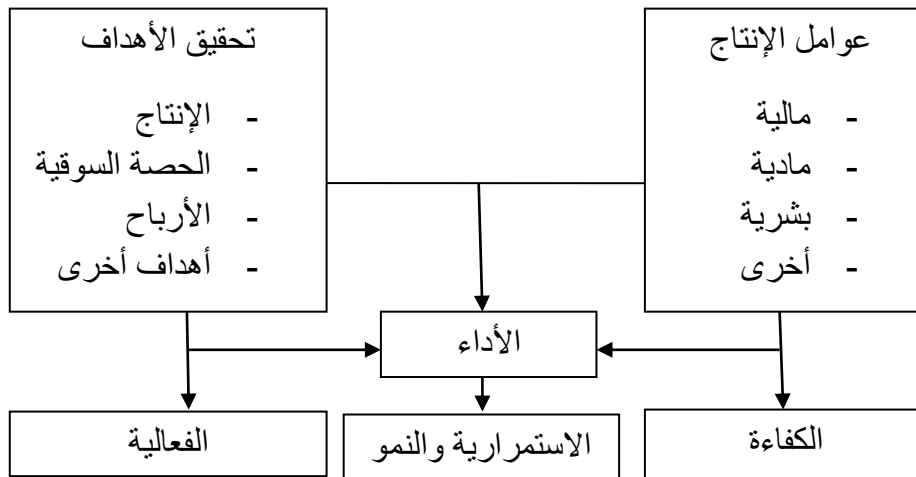 عوامل الإنتاج
- مالية
- مادية
- بشرية
- أخرى
تحقيق الأهداف
- الإنتاج
- الحصة السوقية
- الأرباح
- أهداف أخرى
الأداء
الكفاءة
الاستمرارية والنمو
الفعالية